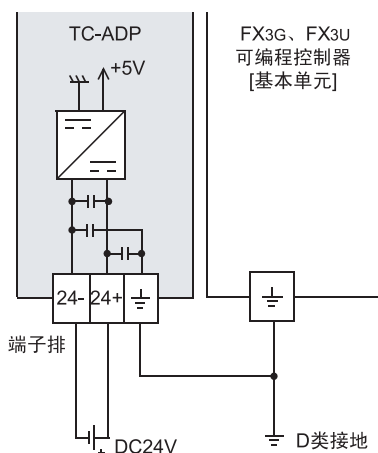 TC-ADP
+5V
FX3G、FX3U
可编程控制器
[基本单元]
24-
24+
端子排
DC24V
+
D类接地